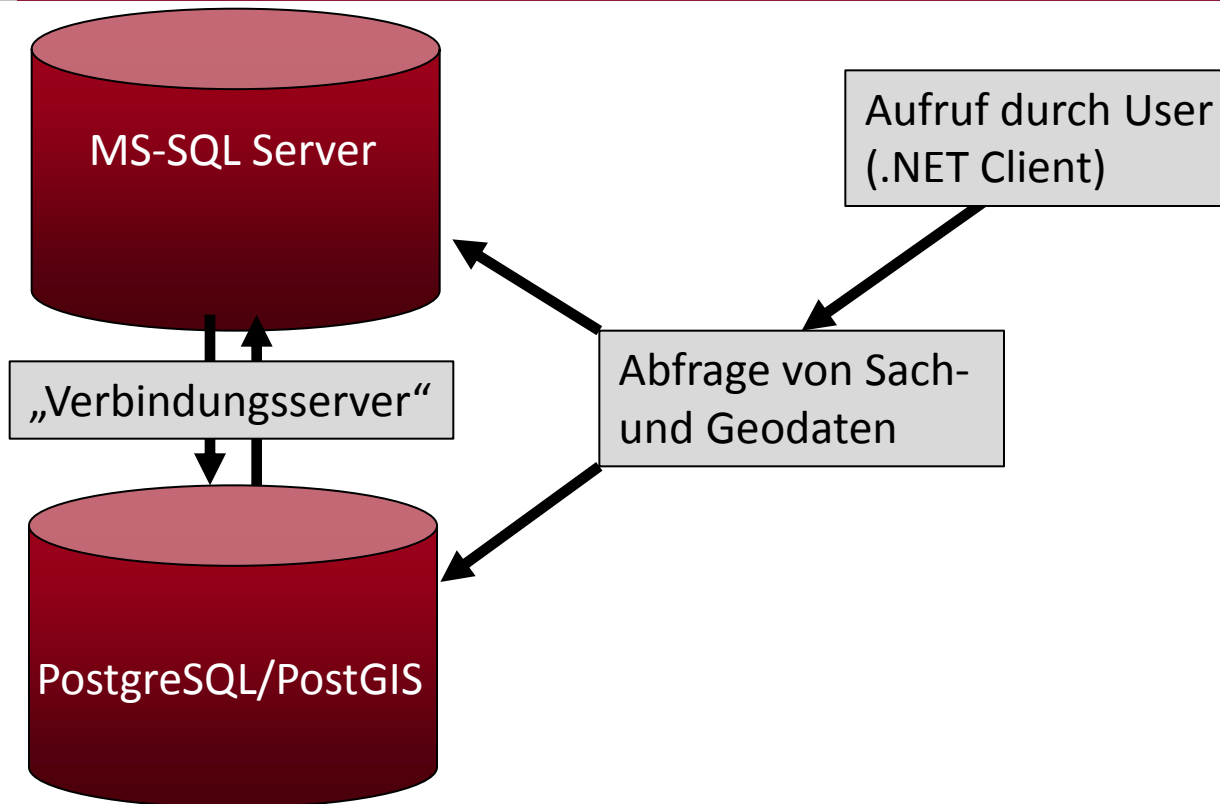 MS-SQL Server
Aufruf durch User
(.NET Client)
„Verbindungsserver“
Abfrage von Sach-
und Geodaten
PostgreSQL/PostGIS